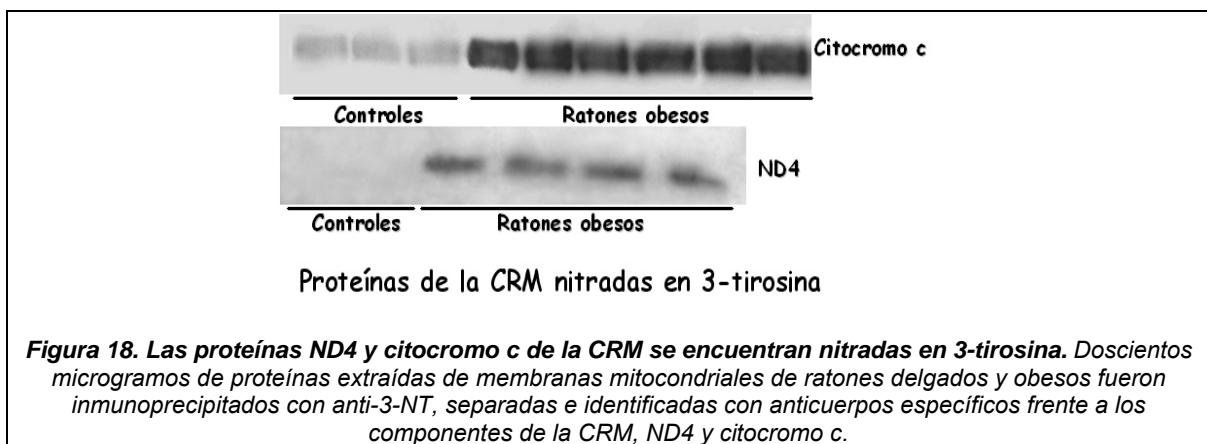 Citocromo c
Controles Ratones obesos
ND4
Controles Ratones obesos
Proteínas de la CRM nitradas en 3-tirosina
Figura 18. Las proteínas ND4 y citocromo c de la CRM se encuentran nitradas en 3-tirosina. Doscientos
microgramos de proteínas extraídas de membranas mitocondriales de ratones delgados y obesos fueron
inmunoprecipitados con anti-3-NT, separadas e identificadas con anticuerpos específicos frente a los
componentes de la CRM, ND4 y citocromo c.